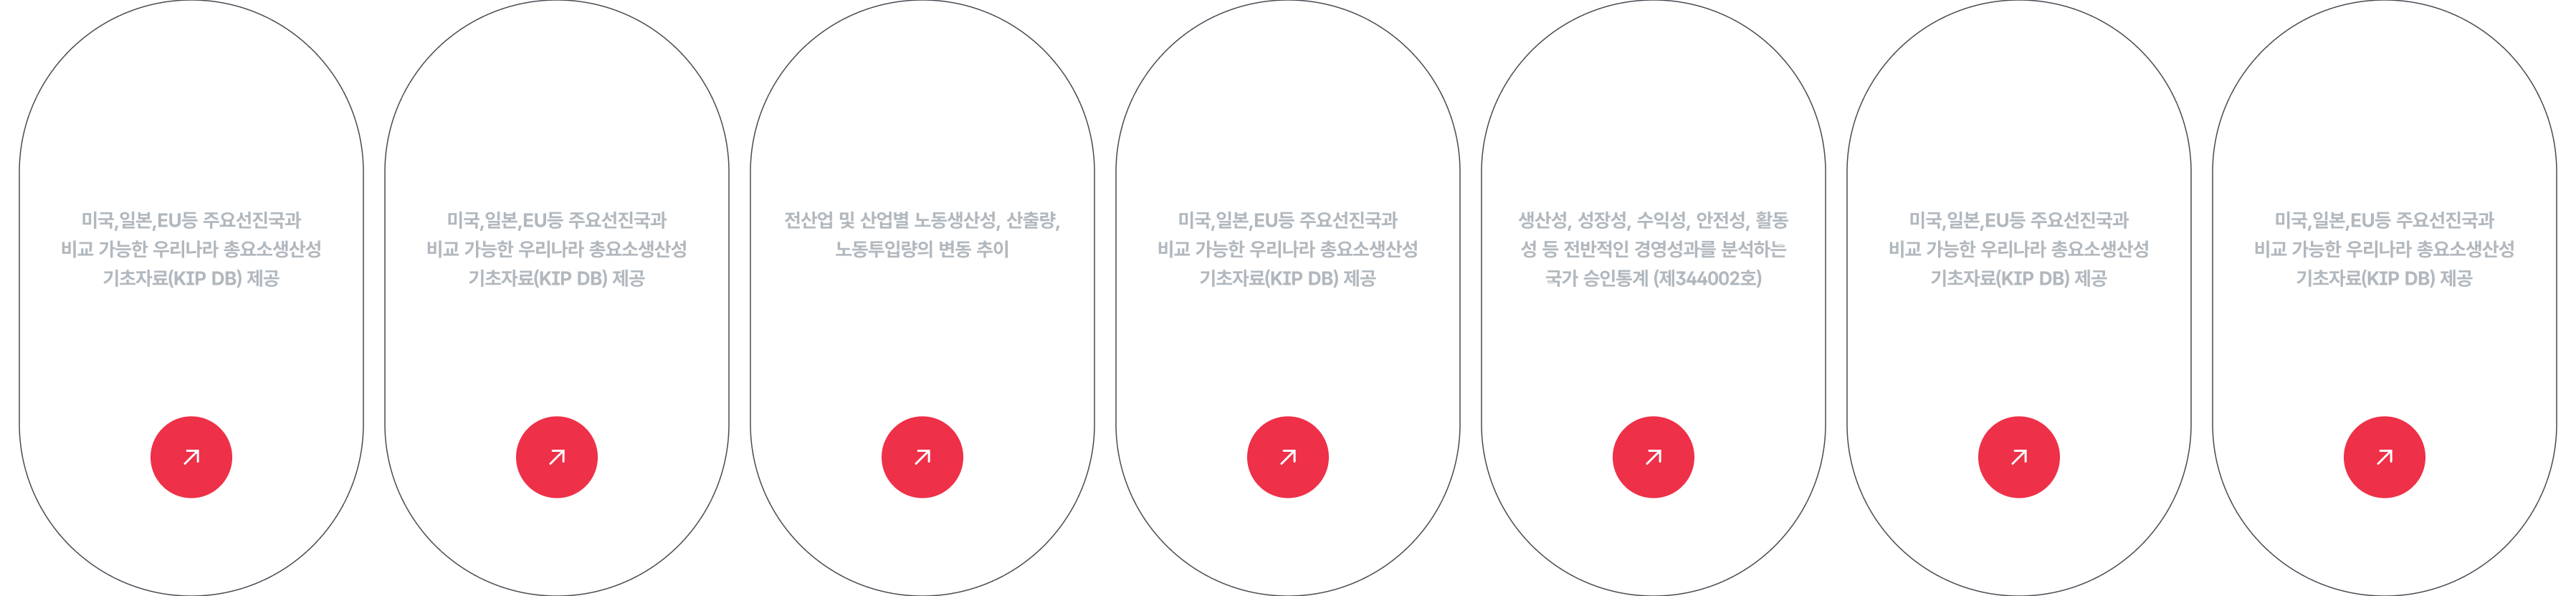 미국,일본,EU등 주요선진국과
비교 가능한 우리나라 총요소생산성
기초자료(KIP DB) 제공
미국,일본,EU등 주요선진국과
비교 가능한 우리나라 총요소생산성
기초자료(KIP DB) 제공
전산업 및 산업별 노동생산성, 산출량,
노동투입량의 변동 추이
미국,일본,EU등 주요선진국과
비교 가능한 우리나라 총요소생산성
기초자료(KIP DB) 제공
생산성, 성장성, 수익성, 안전성, 활동
성 등 전반적인 경영성과를 분석하는
국가 승인통계 (제344002호)
미국,일본,EU등 주요선진국과
비교 가능한 우리나라 총요소생산성
기초자료(KIP DB) 제공
미국,일본,EU등 주요선진국과
비교 가능한 우리나라 총요소생산성
기초자료(KIP DB) 제공